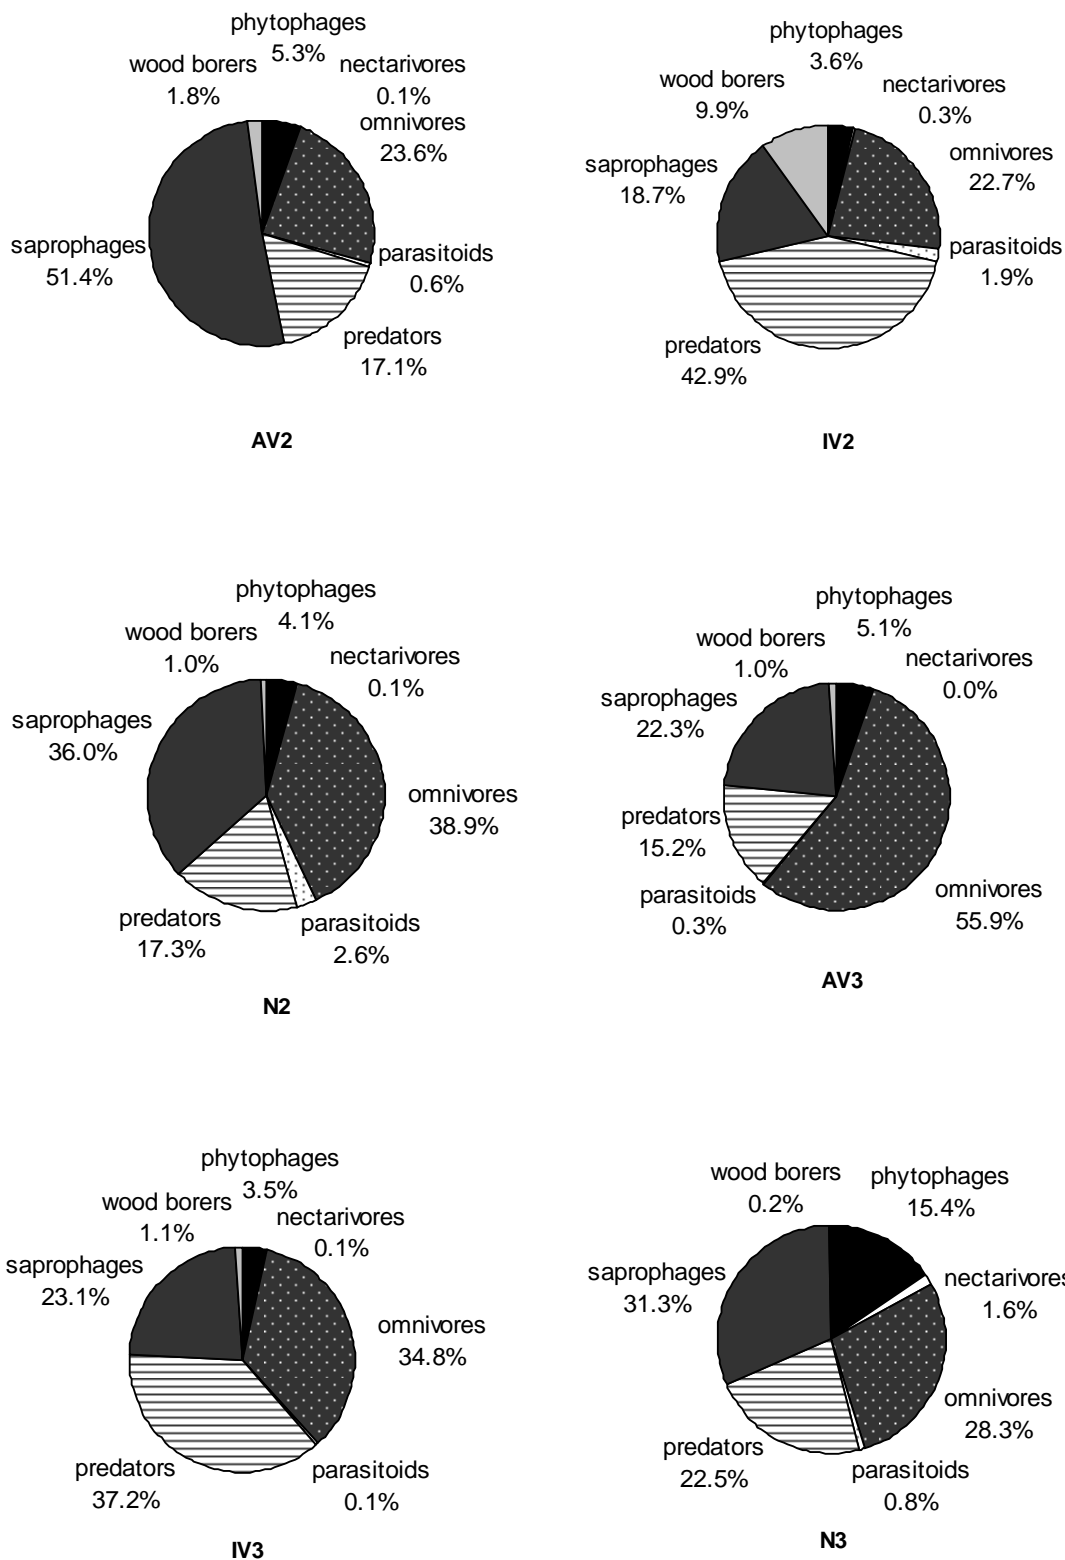 phytophages
5.3%
wood borers
1.8%
nectarivores
0.1%
omnivores
23.6%
saprophages
51.4%
parasitoids
0.6%
predators
17.1%
AV2
phytophages
3.6%
wood borers
9.9%
nectarivores
0.3%
omnivores
22.7%
saprophages
18.7%
parasitoids
1.9%
predators
42.9%
IV2
phytophages
4.1%
wood borers
1.0%
nectarivores
0.1%
saprophages
36.0%
omnivores
38.9%
predators
17.3%
parasitoids
2.6%
N2
phytophages
5.1%
wood borers
1.0%
nectarivores
0.0%
saprophages
22.3%
predators
15.2%
parasitoids
0.3%
omnivores
55.9%
AV3
phytophages
3.5%
wood borers
1.1%
nectarivores
0.1%
saprophages
23.1%
omnivores
34.8%
predators
37.2%
parasitoids
0.1%
IV3
wood borers
0.2%
phytophages
15.4%
saprophages
31.3%
nectarivores
1.6%
omnivores
28.3%
predators
22.5%
parasitoids
0.8%
N3